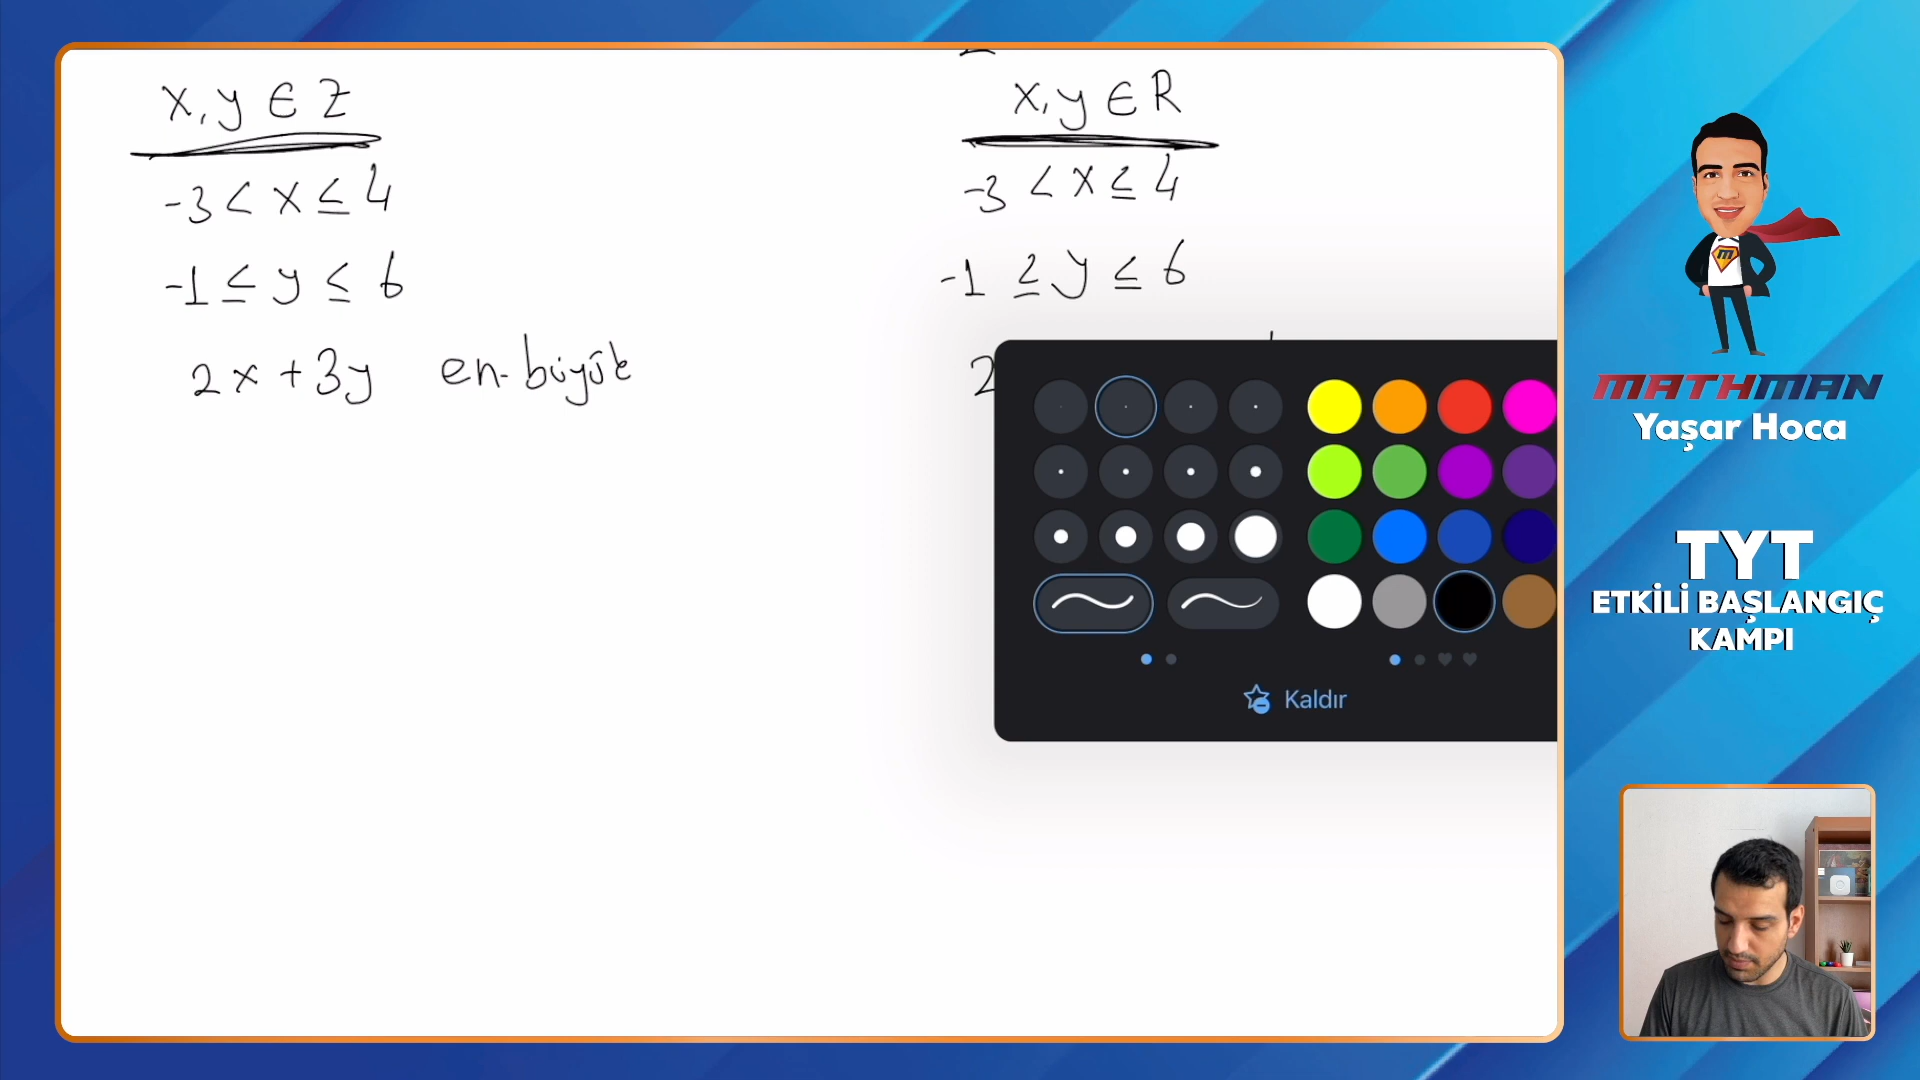 x, y ∈ Z
-3 < x ≤ 4
-1 ≤ y ≤ 6
2x + 3y en büyük
x, y ∈ R
-3 < x ≤ 4
-1 ≥ y ≤ 6
2
Kaldır
MATHMAN
Yaşar Hoca
TYT
ETKİLİ BAŞLANGIÇ
KAMPI